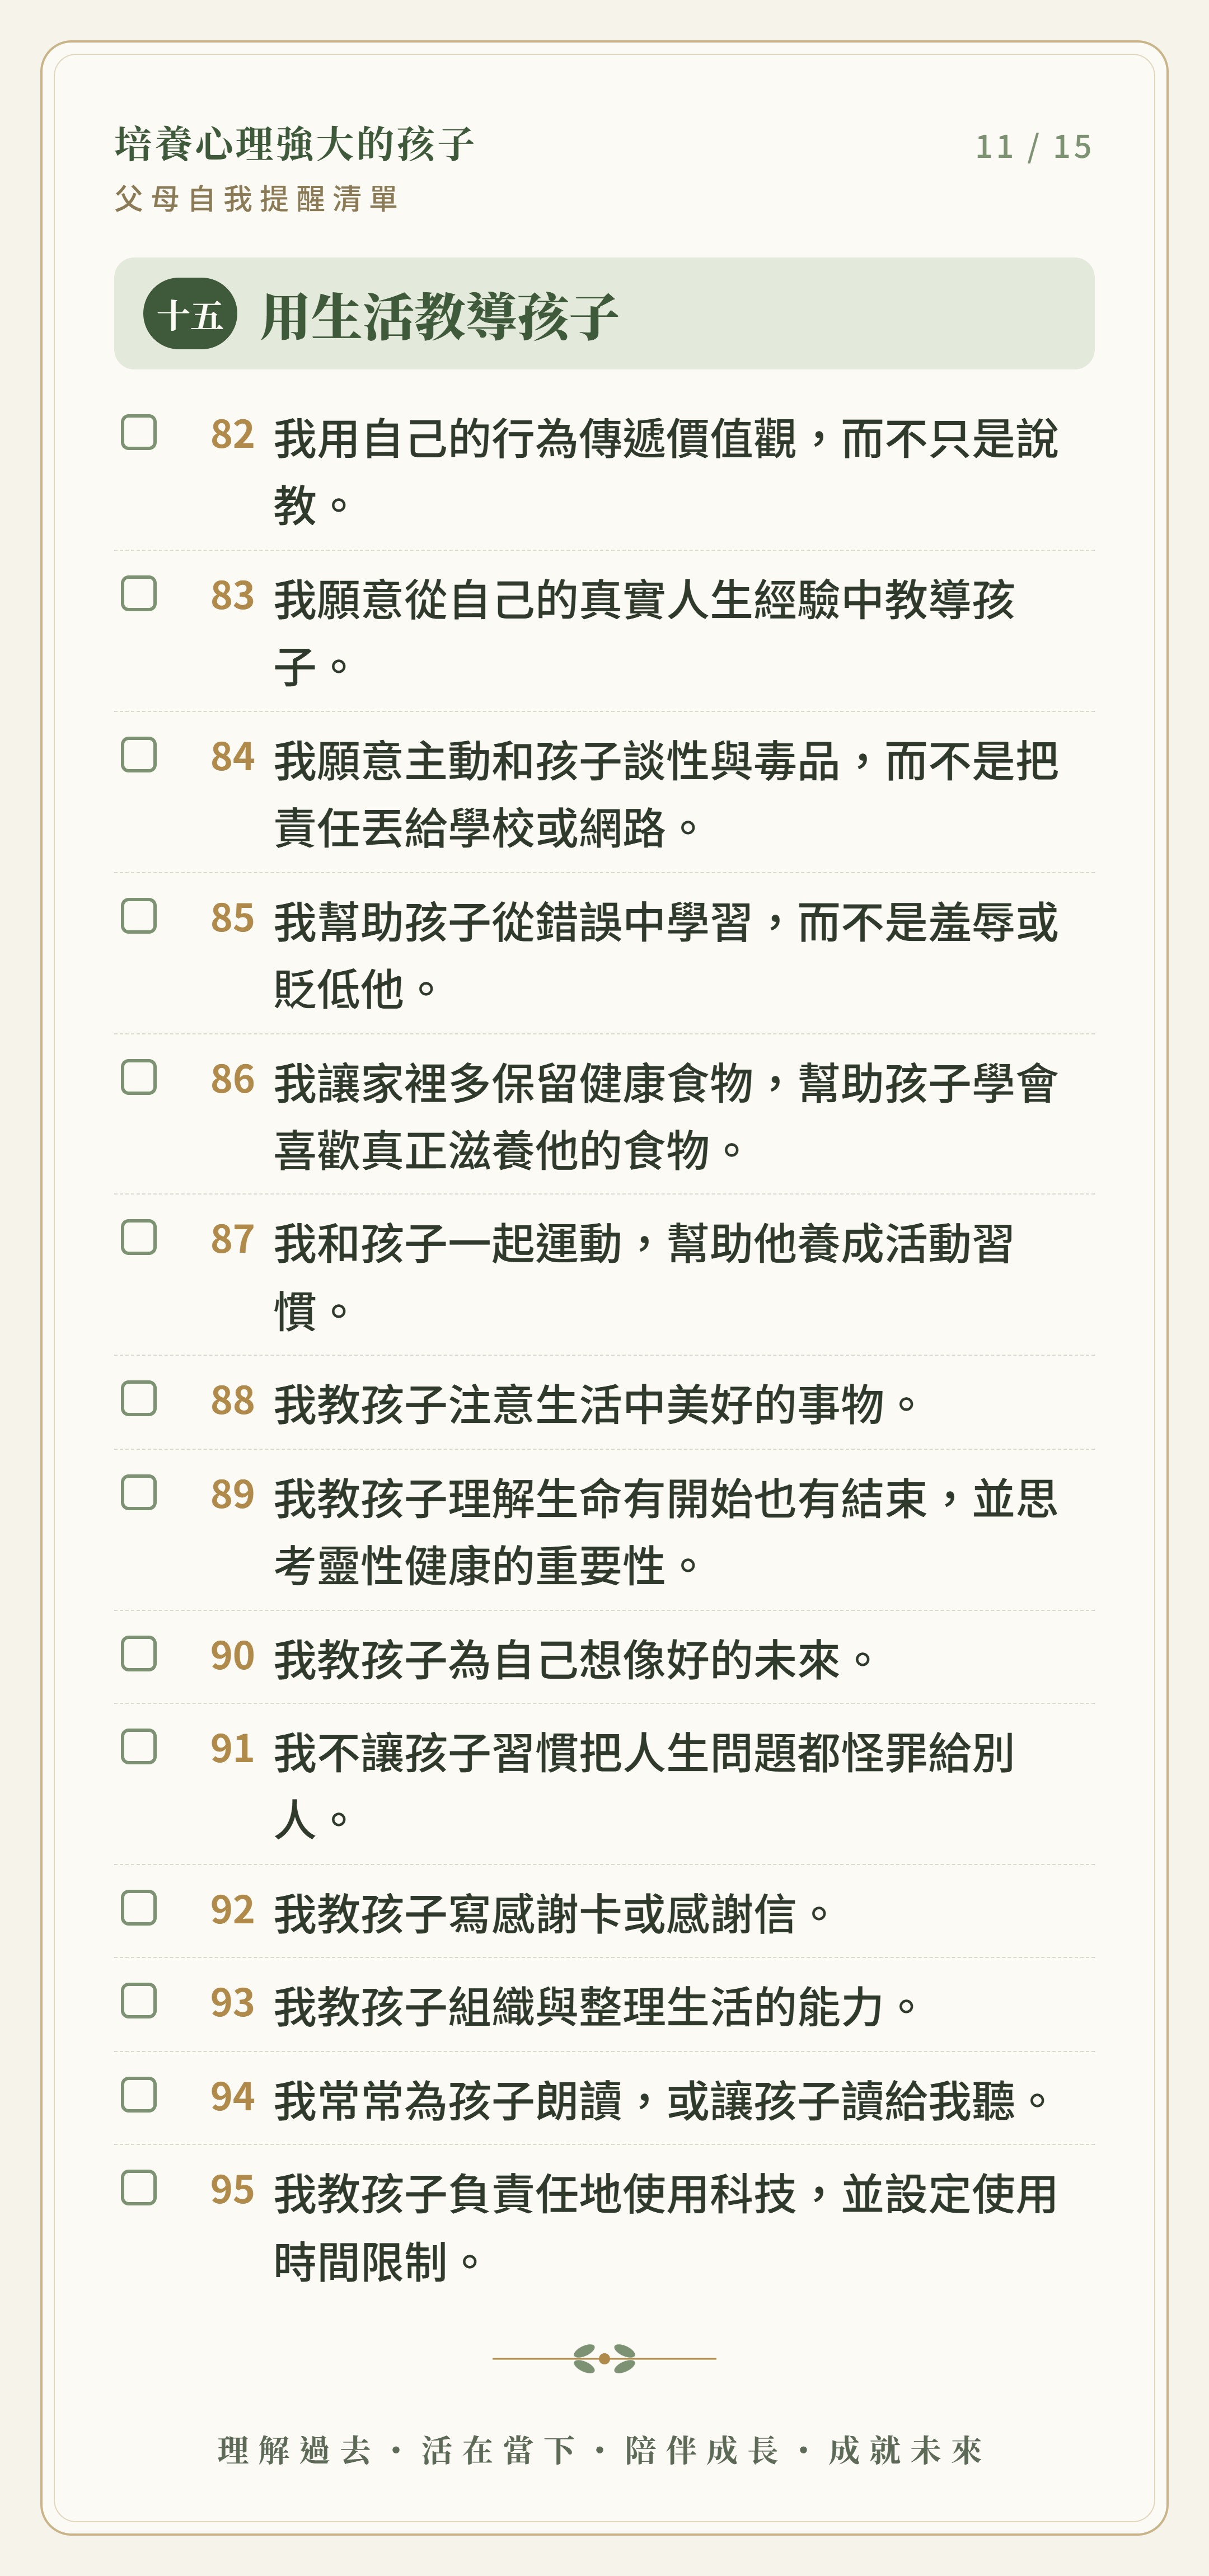 培養心理強大的孩子
11 / 15
父母自我提醒清單
十五 用生活教導孩子
82 我用自己的行為傳遞價值觀，而不只是說
教。
83 我願意從自己的真實人生經驗中教導孩
子。
84 我願意主動和孩子談性與毒品，而不是把
責任丟給學校或網路。
85 我幫助孩子從錯誤中學習，而不是羞辱或
貶低他。
86 我讓家裡多保留健康食物，幫助孩子學會
喜歡真正滋養他的食物。
87 我和孩子一起運動，幫助他養成活動習
慣。
88 我教孩子注意生活中美好的事物。
89 我教孩子理解生命有開始也有結束，並思
考靈性健康的重要性。
90 我教孩子為自己想像好的未來。
91 我不讓孩子習慣把人生問題都怪罪給別
人。
92 我教孩子寫感謝卡或感謝信。
93 我教孩子組織與整理生活的能力。
94 我常常為孩子朗讀，或讓孩子讀給我聽。
95 我教孩子負責任地使用科技，並設定使用
時間限制。
理解過去・活在當下・陪伴成長・成就未來